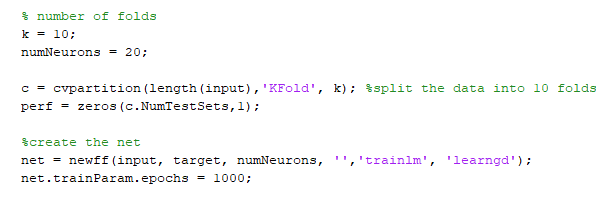 % number of folds
k = 10;
numNeurons = 20;
c = cvpartition(length(input),'KFold', k); %split the data into 10 folds
perf = zeros(c.NumTestSets,1);
%create the net
net = newff(input, target, numNeurons, '','trainlm', 'learngd');
net.trainParam.epochs = 1000;